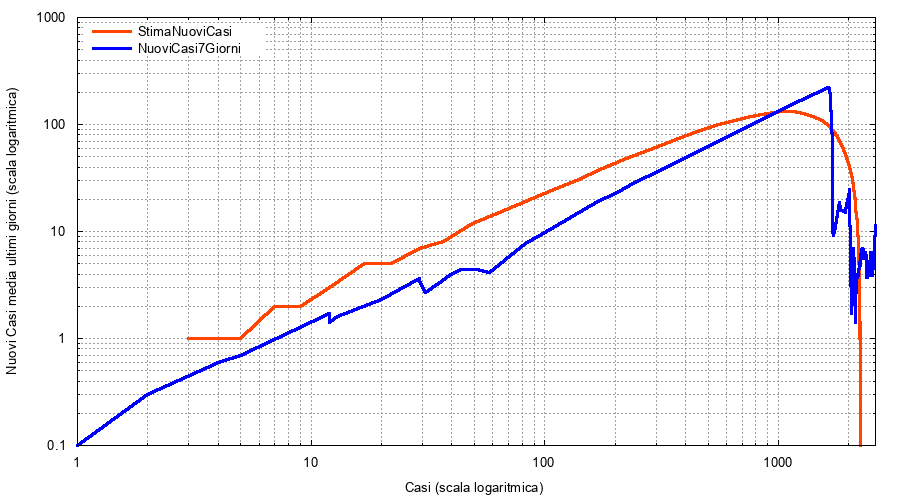 1000
StimaNuoviCasi
NuoviCasi7Giorni
100
10
1
0.1
1
10
100
1000
Nuovi Casi media ultimi giorni (scala logaritmica)
Casi (scala logaritmica)